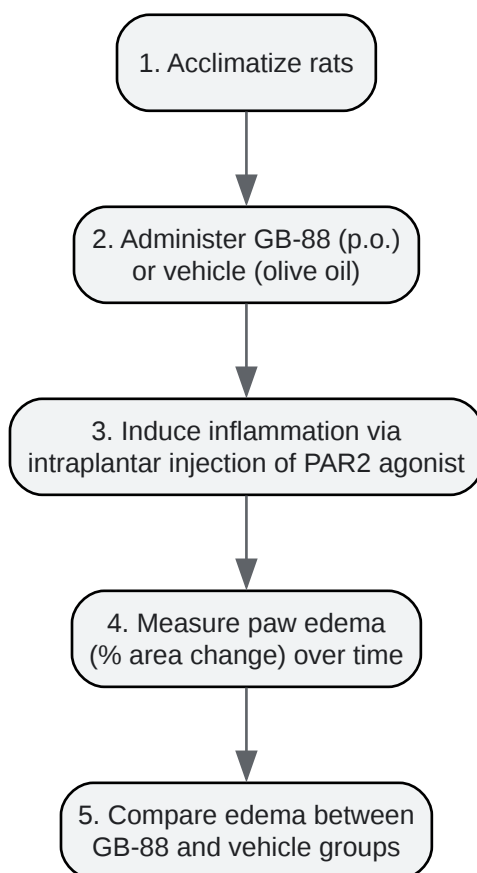 1. Acclimatize rats
2. Administer GB-88 (p.o.)
or vehicle (olive oil)
3. Induce inflammation via
intraplantar injection of PAR2 agonist
4. Measure paw edema
(% area change) over time
5. Compare edema between
GB-88 and vehicle groups